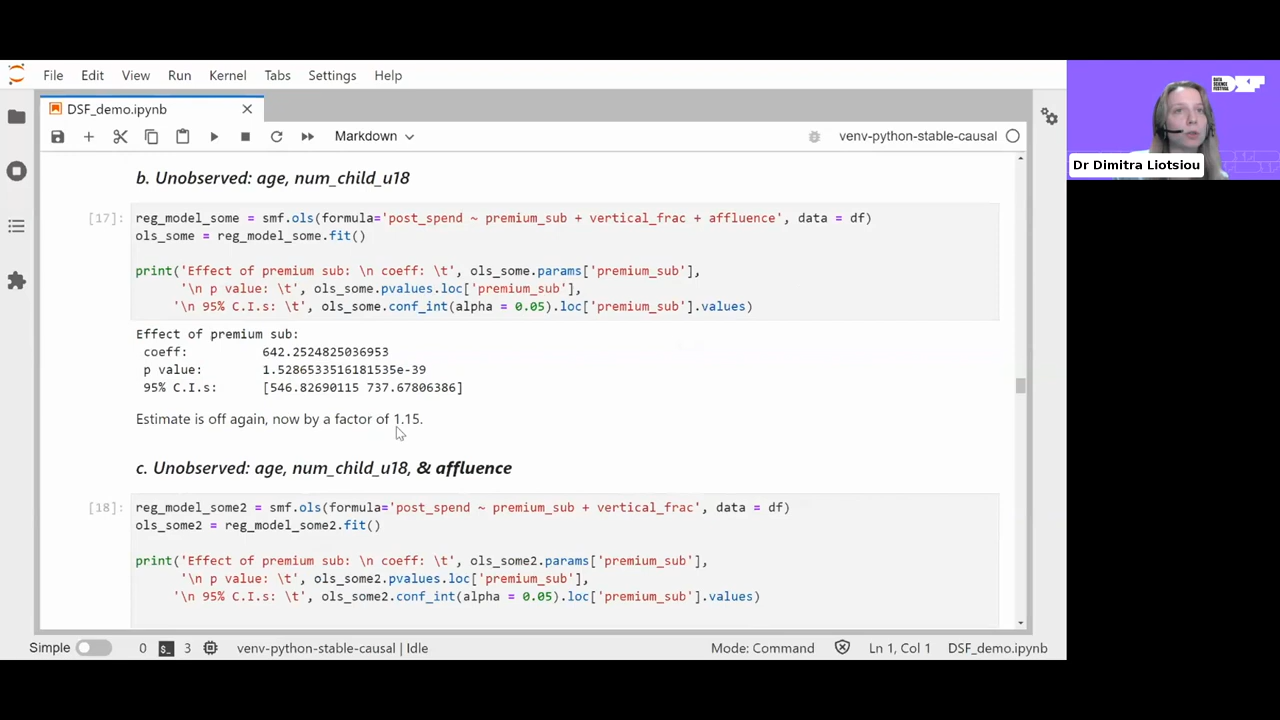 File Edit View Run Kernel Tabs Settings Help
DSF_demo.ipynb
Markdown
venv-python-stable-causal
DATA SCIENCE FESTIVAL
DSF
Dr Dimitra Liotsiou
b. Unobserved: age, num_child_u18
[17]: reg_model_some = smf.ols(formula='post_spend ~ premium_sub + vertical_frac + affluence', data = df)
ols_some = reg_model_some.fit()
print('Effect of premium sub: \n coeff: \t', ols_some.params['premium_sub'],
'\n p value: \t', ols_some.pvalues.loc['premium_sub'],
'\n 95% C.I.s: \t', ols_some.conf_int(alpha = 0.05).loc['premium_sub'].values)
Effect of premium sub:
coeff: 642.2524825036953
p value: 1.5286533516181535e-39
95% C.I.s: [546.82690115 737.67806386]
Estimate is off again, now by a factor of 1.15.
c. Unobserved: age, num_child_u18, & affluence
[18]: reg_model_some2 = smf.ols(formula='post_spend ~ premium_sub + vertical_frac', data = df)
ols_some2 = reg_model_some2.fit()
print('Effect of premium sub: \n coeff: \t', ols_some2.params['premium_sub'],
'\n p value: \t', ols_some2.pvalues.loc['premium_sub'],
'\n 95% C.I.s: \t', ols_some2.conf_int(alpha = 0.05).loc['premium_sub'].values)
Simple 0 3 venv-python-stable-causal | Idle Mode: Command Ln 1, Col 1 DSF_demo.ipynb